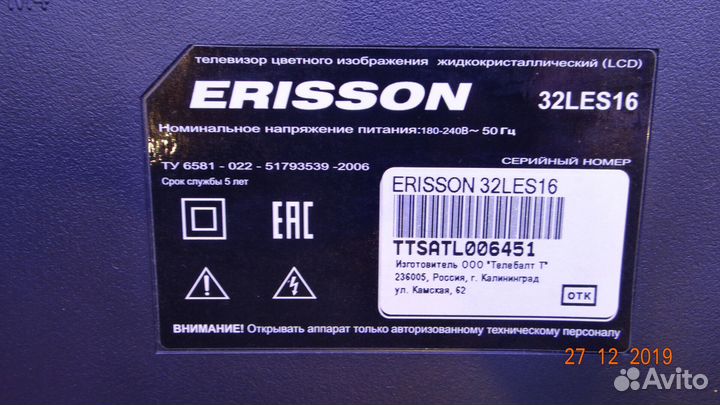 телевизор цветного изображения жидкокристаллический (LCD)
ERISSON 32LES16
Номинальное напряжение питания:180-240В~ 50 Гц
ТУ 6581 - 022 - 51793539 -2006
СЕРИЙНЫЙ НОМЕР
Срок службы 5 лет
ERISSON 32LES16
EAC
TTSATL006451
Изготовитель ООО "Телебалт Т"
236005, Россия, г. Калининград
ул. Камская, 62
ОТК
ВНИМАНИЕ! Открывать аппарат только авторизованному техническому персоналу
27 12 2019
Avito